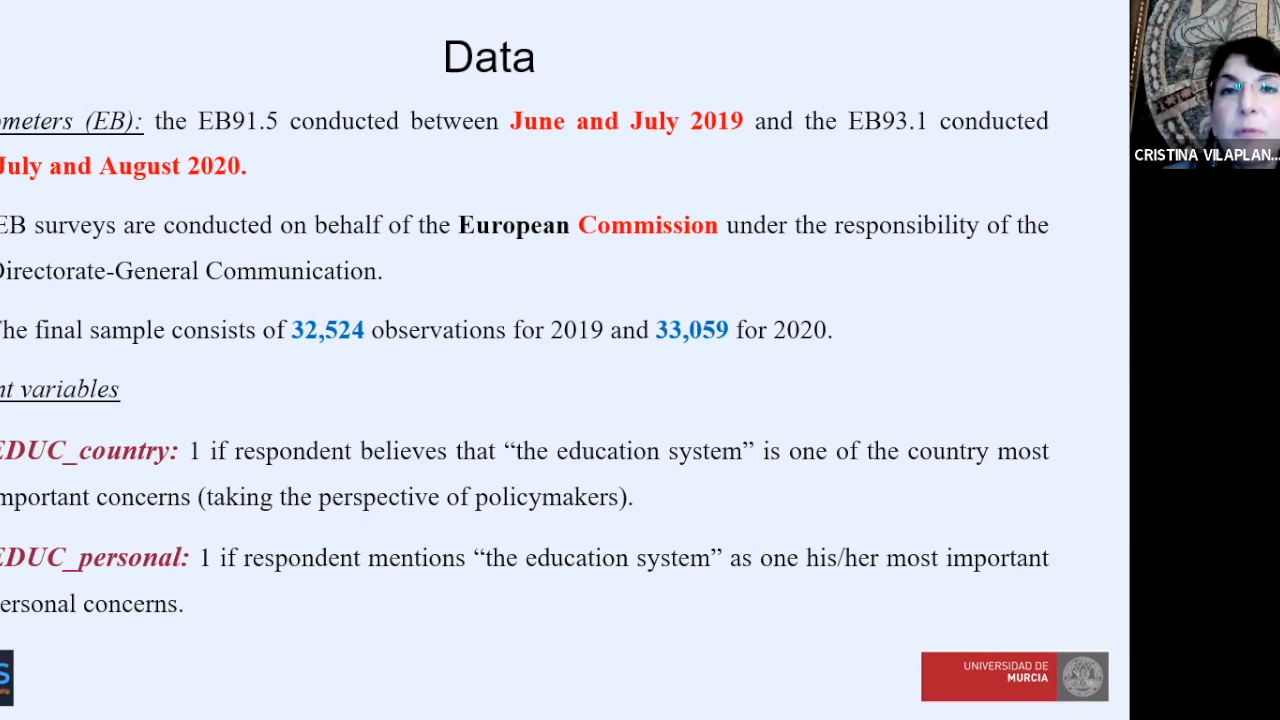 Data
ometers (EB): the EB91.5 conducted between June and July 2019 and the EB93.1 conducted
July and August 2020.
EB surveys are conducted on behalf of the European Commission under the responsibility of the
Directorate-General Communication.
The final sample consists of 32,524 observations for 2019 and 33,059 for 2020.
nt variables
EDUC_country: 1 if respondent believes that “the education system” is one of the country most
mportant concerns (taking the perspective of policymakers).
EDUC_personal: 1 if respondent mentions “the education system” as one his/her most important
ersonal concerns.
S
UNIVERSIDAD DE
MURCIA
CRISTINA VILAPLAN...